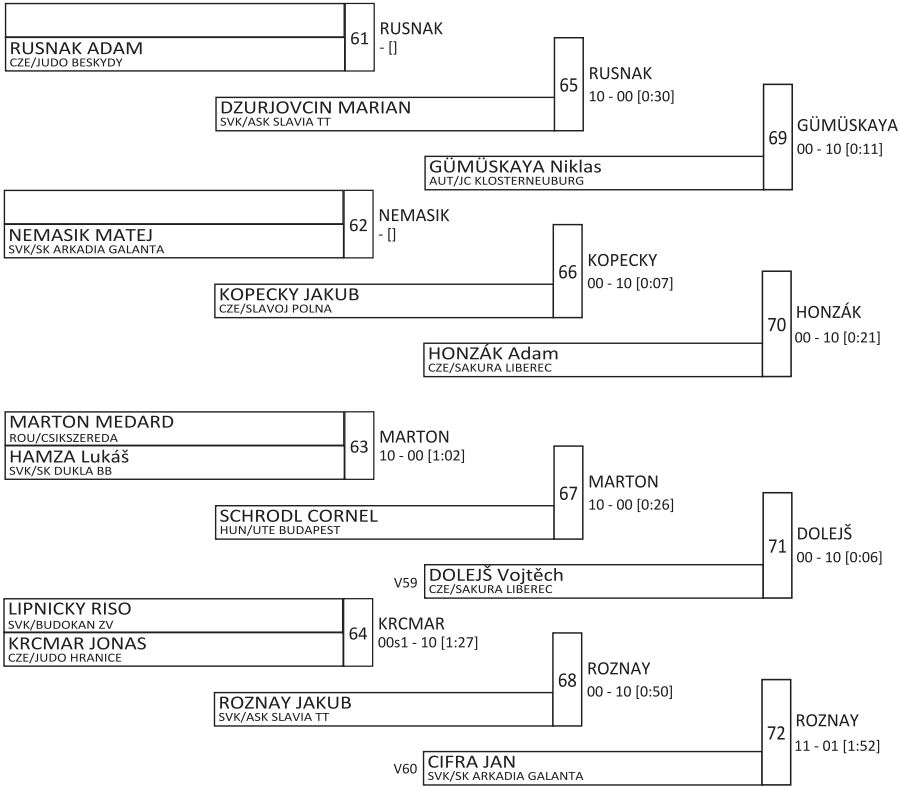 61
RUSNAK
- []
RUSNAK ADAM
CZE/JUDO BESKYDY
65
RUSNAK
10 - 00 [0:30]
DZURJOVCIN MARIAN
SVK/ASK SLAVIA TT
69
GÜMÜSKAYA
00 - 10 [0:11]
GÜMÜSKAYA Niklas
AUT/JC KLOSTERNEUBURG
62
NEMASIK
- []
NEMASIK MATEJ
SVK/SK ARKADIA GALANTA
66
KOPECKY
00 - 10 [0:07]
KOPECKY JAKUB
CZE/SLAVOJ POLNA
70
HONZÁK
00 - 10 [0:21]
HONZÁK Adam
CZE/SAKURA LIBEREC
MARTON MEDARD
ROU/CSIKSZEREDA
63
MARTON
10 - 00 [1:02]
HAMZA Lukáš
SVK/SK DUKLA BB
67
MARTON
10 - 00 [0:26]
SCHRODL CORNEL
HUN/UTE BUDAPEST
71
DOLEJŠ
00 - 10 [0:06]
V59
DOLEJŠ Vojtěch
CZE/SAKURA LIBEREC
LIPNICKY RISO
SVK/BUDOKAN ZV
64
KRCMAR
00s1 - 10 [1:27]
KRCMAR JONAS
CZE/JUDO HRANICE
68
ROZNAY
00 - 10 [0:50]
ROZNAY JAKUB
SVK/ASK SLAVIA TT
72
ROZNAY
11 - 01 [1:52]
V60
CIFRA JAN
SVK/SK ARKADIA GALANTA